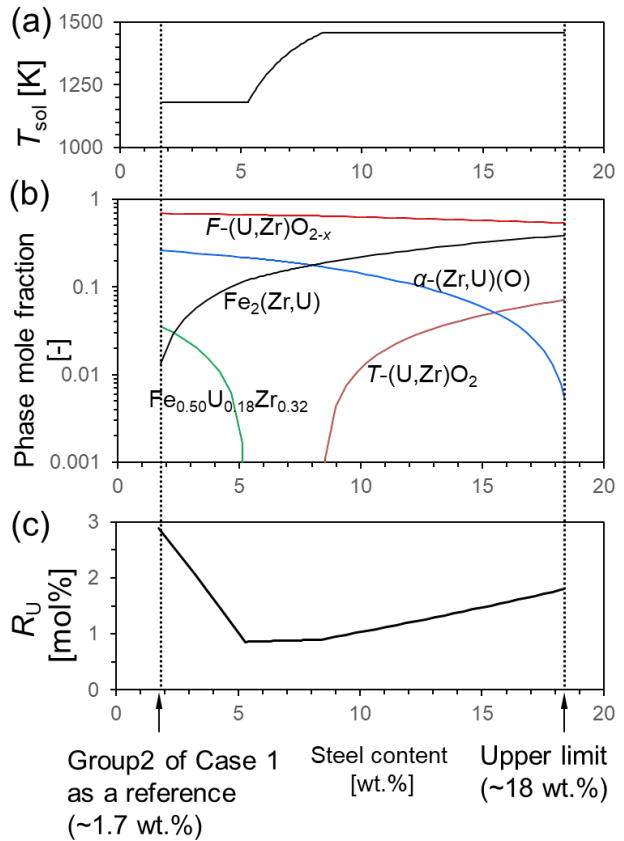 (a)
T_sol [K]
1500
1250
1000
0 5 10 15 20
(b)
Phase mole fraction
[-]
1
0.1
0.01
0.001
F-(U,Zr)O₂₋ₓ
α-(Zr,U)(O)
Fe₂(Zr,U)
T-(U,Zr)O₂
Fe₀.₅₀U₀.₁₈Zr₀.₃₂
0 5 10 15 20
(c)
R_U
[mol%]
3
2
1
0
0 5 10 15 20
Group2 of Case 1
as a reference
(~1.7 wt.%)
Steel content
[wt.%]
Upper limit
(~18 wt.%)